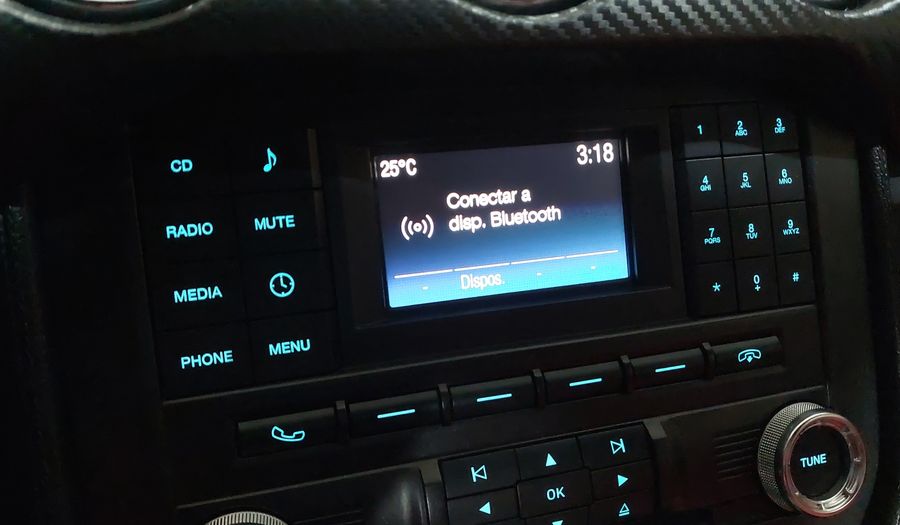 25°C 3:18
Conectar a
disp. Bluetooth
- Dispos. - -
CD
RADIO MUTE
MEDIA
PHONE MENU
1 2 ABC 3 DEF
4 GHI 5 JKL 6 MNO
7 PQRS 8 TUV 9 WXYZ
* 0 + #
OK
TUNE